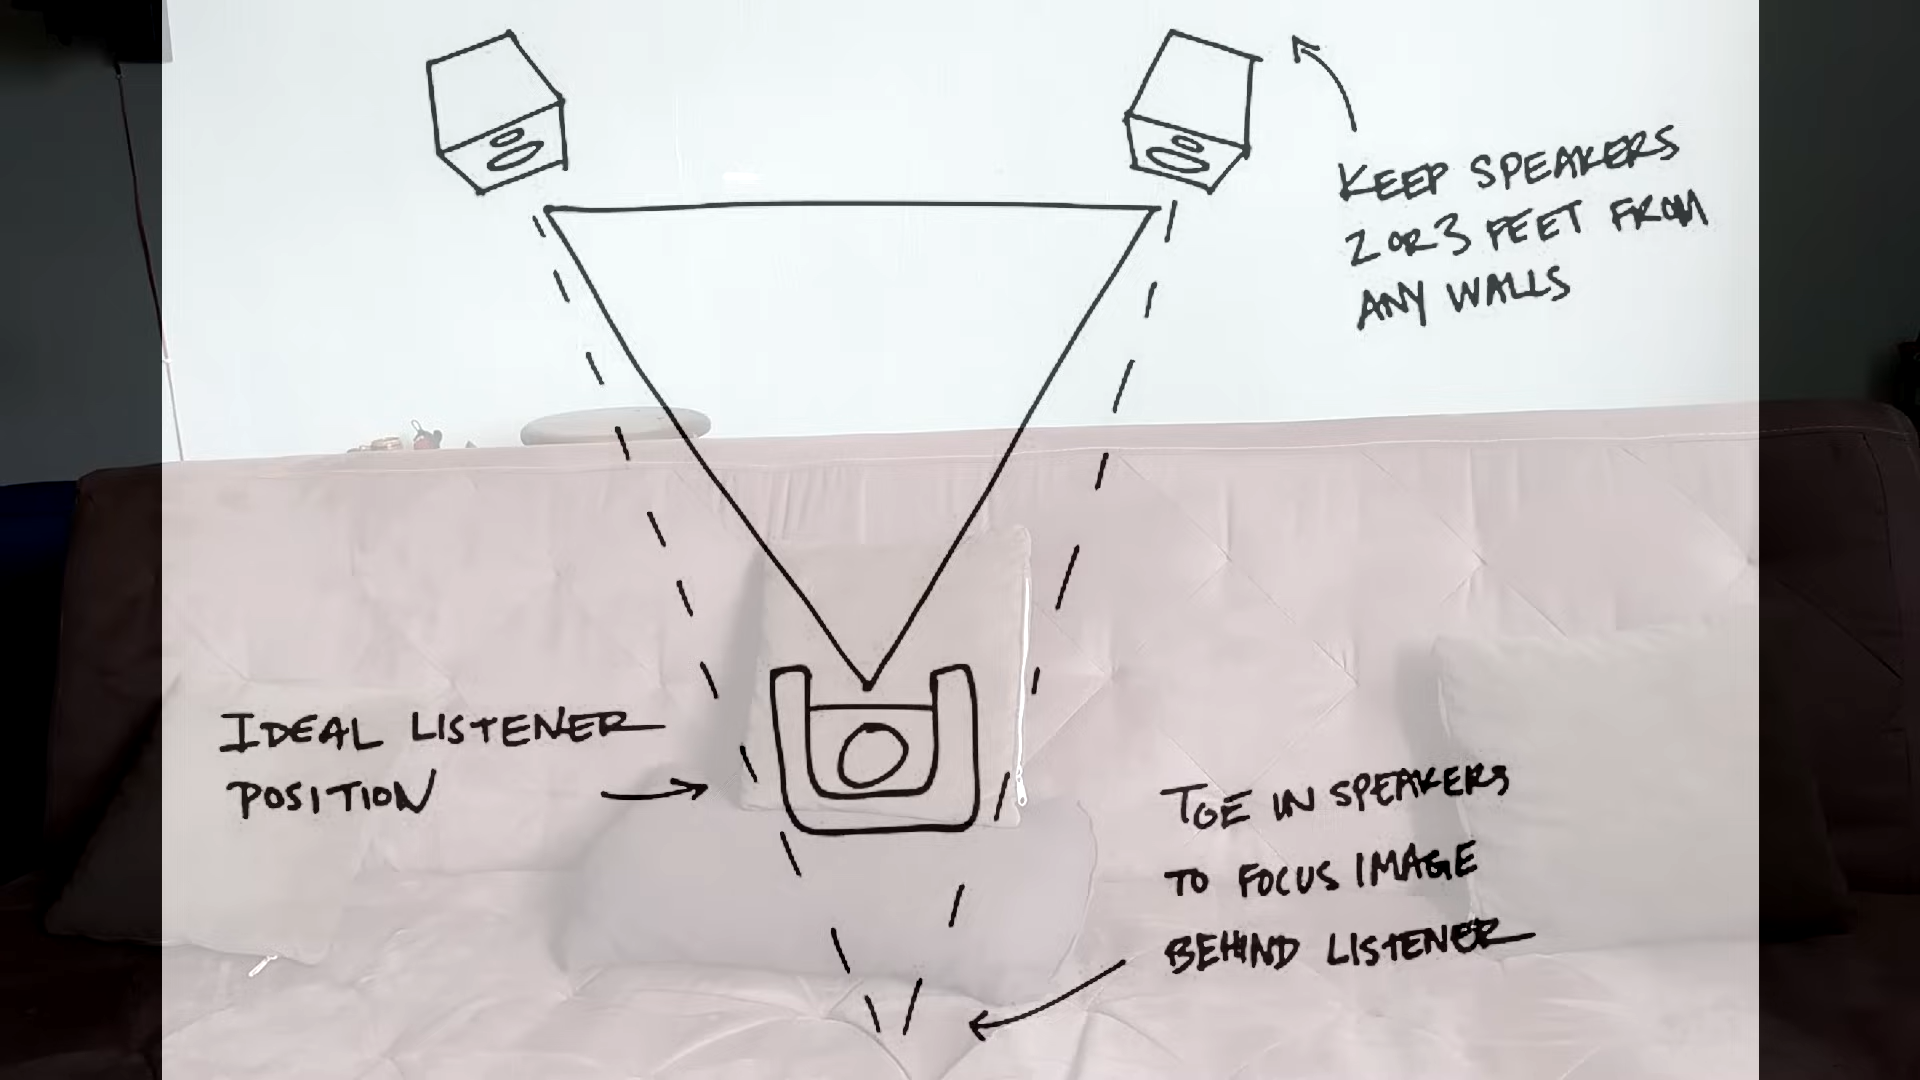 KEEP SPEAKERS
2 OR 3 FEET FROM
ANY WALLS
IDEAL LISTENER
POSITION
TOE IN SPEAKERS
TO FOCUS IMAGE
BEHIND LISTENER